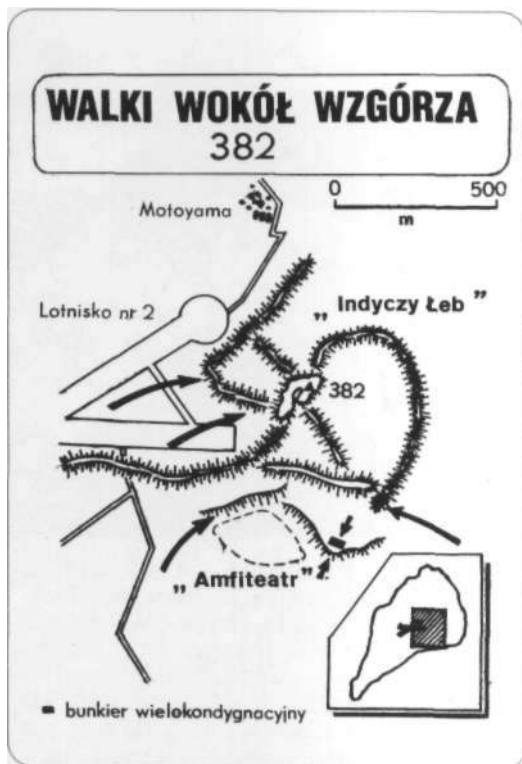 WALKI WOKÓŁ WZGÓRZA
382
0 500
m
Motoyama
Lotnisko nr 2
„ Indyczy Łeb ”
382
„ Amfiteatr ”
bunkier wielokondygnacyjny